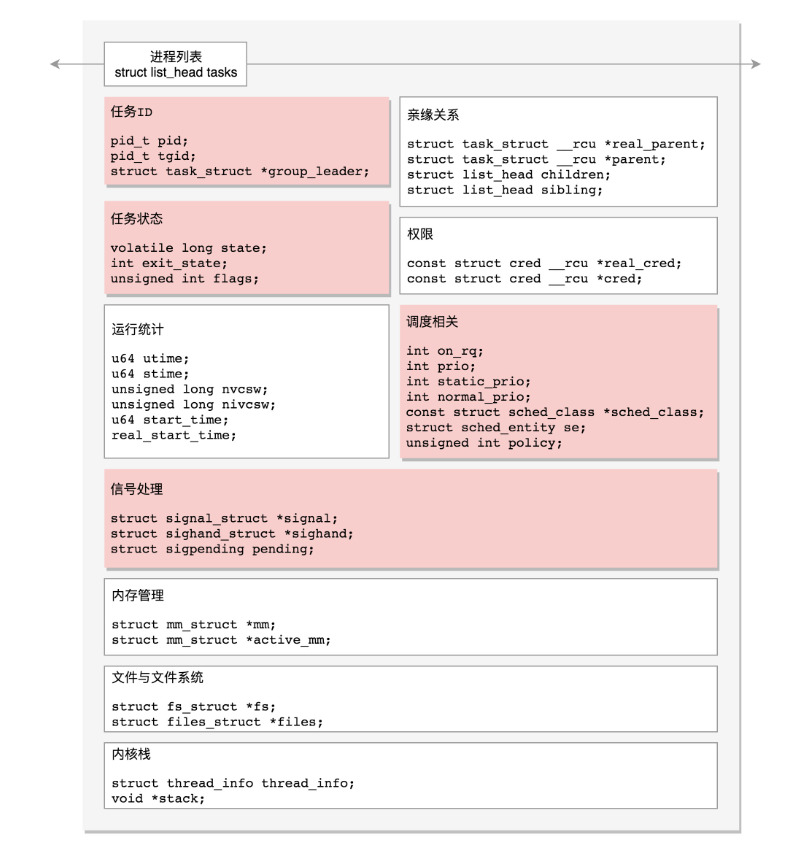 进程列表
struct list_head tasks
任务ID
pid_t pid;
pid_t tgid;
struct task_struct *group_leader;
亲缘关系
struct task_struct __rcu *real_parent;
struct task_struct __rcu *parent;
struct list_head children;
struct list_head sibling;
任务状态
volatile long state;
int exit_state;
unsigned int flags;
权限
const struct cred __rcu *real_cred;
const struct cred __rcu *cred;
运行统计
u64 utime;
u64 stime;
unsigned long nvcsw;
unsigned long nivcsw;
u64 start_time;
real_start_time;
调度相关
int on_rq;
int prio;
int static_prio;
int normal_prio;
const struct sched_class *sched_class;
struct sched_entity se;
unsigned int policy;
信号处理
struct signal_struct *signal;
struct sighand_struct *sighand;
struct sigpending pending;
内存管理
struct mm_struct *mm;
struct mm_struct *active_mm;
文件与文件系统
struct fs_struct *fs;
struct files_struct *files;
内核栈
struct thread_info thread_info;
void *stack;